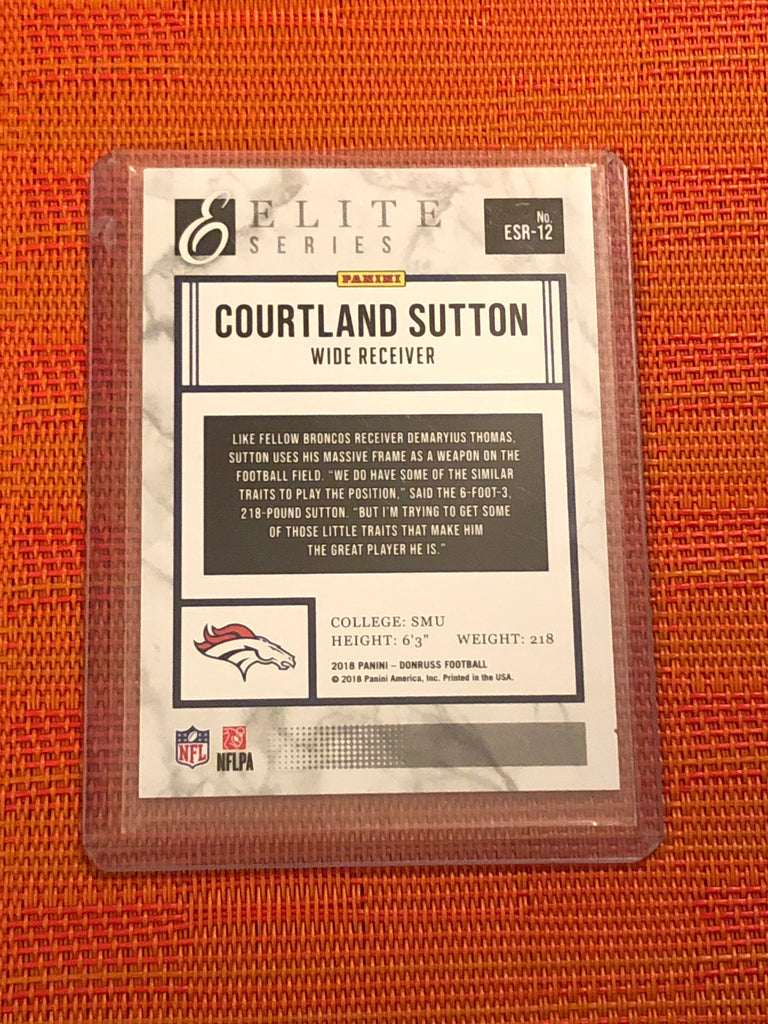 E ELITE
SERIES
No.
ESR-12
PANINI
COURTLAND SUTTON
WIDE RECEIVER
LIKE FELLOW BRONCOS RECEIVER DEMARYIUS THOMAS,
SUTTON USES HIS MASSIVE FRAME AS A WEAPON ON THE
FOOTBALL FIELD. "WE DO HAVE SOME OF THE SIMILAR
TRAITS TO PLAY THE POSITION," SAID THE 6-FOOT-3,
218-POUND SUTTON. "BUT I'M TRYING TO GET SOME
OF THOSE LITTLE TRAITS THAT MAKE HIM
THE GREAT PLAYER HE IS."
COLLEGE: SMU
HEIGHT: 6'3" WEIGHT: 218
2018 PANINI – DONRUSS FOOTBALL
© 2018 Panini America, Inc. Printed in the USA.
NFL
NFLPA